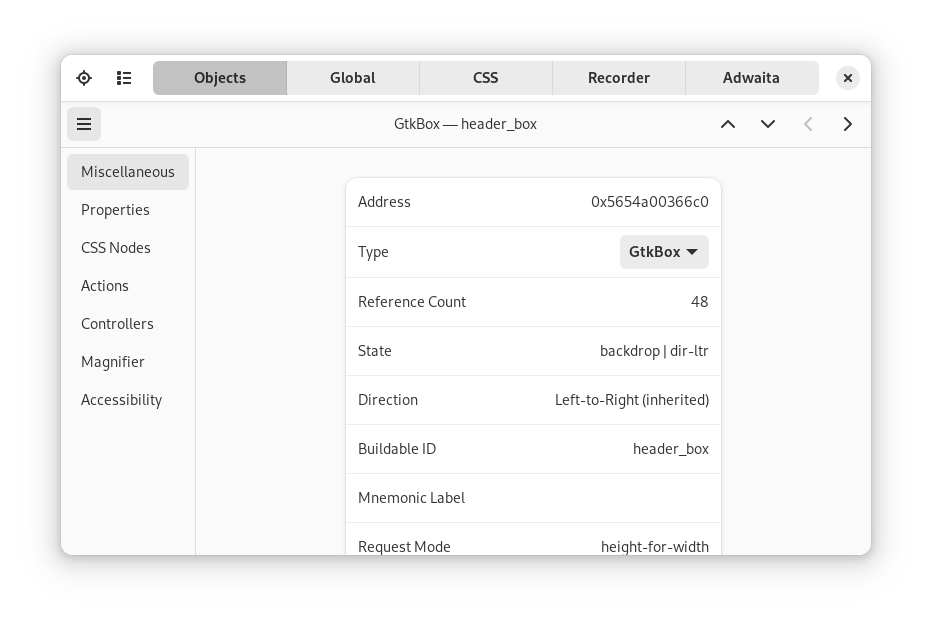 Objects Global CSS Recorder Adwaita
GtkBox — header_box
Miscellaneous
Properties
CSS Nodes
Actions
Controllers
Magnifier
Accessibility
Address 0x5654a00366c0
Type GtkBox
Reference Count 48
State backdrop | dir-ltr
Direction Left-to-Right (inherited)
Buildable ID header_box
Mnemonic Label
Request Mode height-for-width